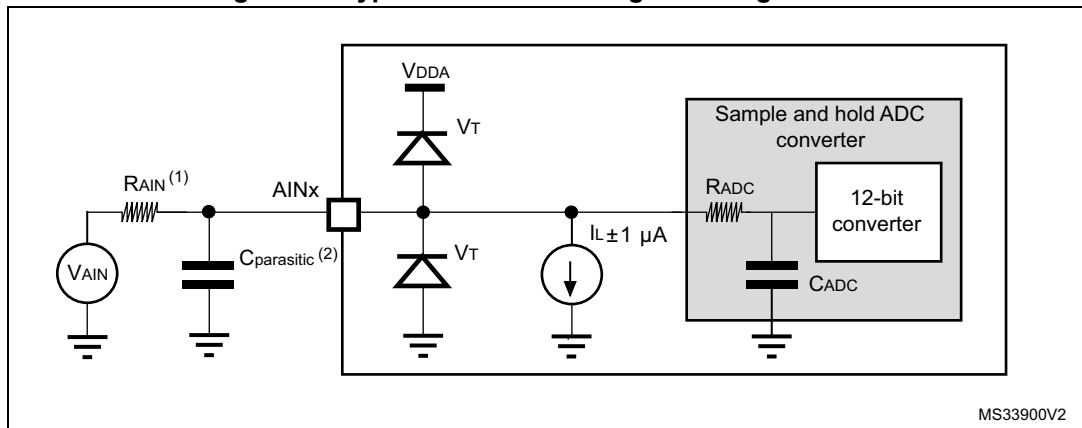 VDDA
VT
Sample and hold ADC
converter
RAIN (1)
AINx
RADC
12-bit
converter
IL ±1 µA
VAIN
Cparasitic (2)
VT
CADC
MS33900V2